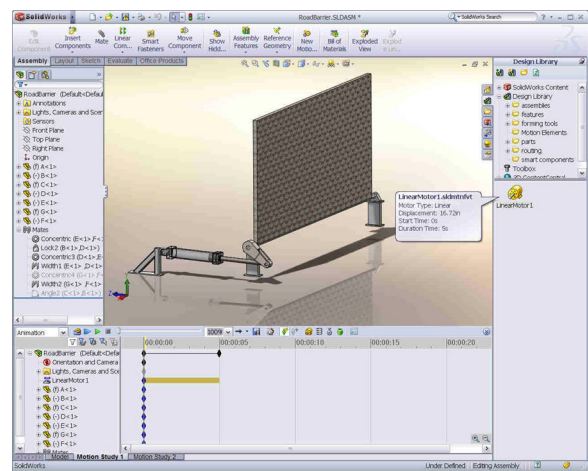 SolidWorks
RoadBarrier.SLDASM *
SolidWorks Search
Edit Component
Insert Components
Mate
Linear Com...
Smart Fasteners
Move Component
Show Hidd...
Assembly Features
Reference Geometry
New Motio...
Bill of Materials
Exploded View
Assembly
Layout
Sketch
Evaluate
Office Products
Design Library
RoadBarrier (Default<Defaul
Annotations
Lights, Cameras and Scen
Sensors
Front Plane
Top Plane
Right Plane
Origin
(f) A<1>
(-) B<1>
(f) C<1>
(-) D<1>
(-) E<1>
(f) G<1>
(-) F<1>
Mates
Concentric (E<1>,F<
Lock2 (B<1>,D<1>)
Concentric3 (D<1>,E
Width1 (E<1>,D<1>
Concentric4 (G<1>,F<
Width2 (G<1>,F<1>
Angle2 (C<1>,B<1>)
SolidWorks Content
Design Library
assemblies
features
forming tools
Motion Elements
parts
routing
smart components
Toolbox
3D ContentCentral
LinearMotor1
LinearMotor1.sldmtnfvt
Motor Type: Linear
Displacement: 16.72in
Start Time: 0s
Duration Time: 5s
Animation
100%
00:00:00
00:00:05
00:00:10
00:00:15
00:00:20
RoadBarrier (Default<Defa
Orientation and Camera
Lights, Cameras and Sce
LinearMotor1
(f) A<1>
(-) B<1>
(f) C<1>
(-) D<1>
(-) E<1>
(f) G<1>
(-) F<1>
Mates
Model
Motion Study 1
Motion Study 2
SolidWorks
Under Defined
Editing Assembly